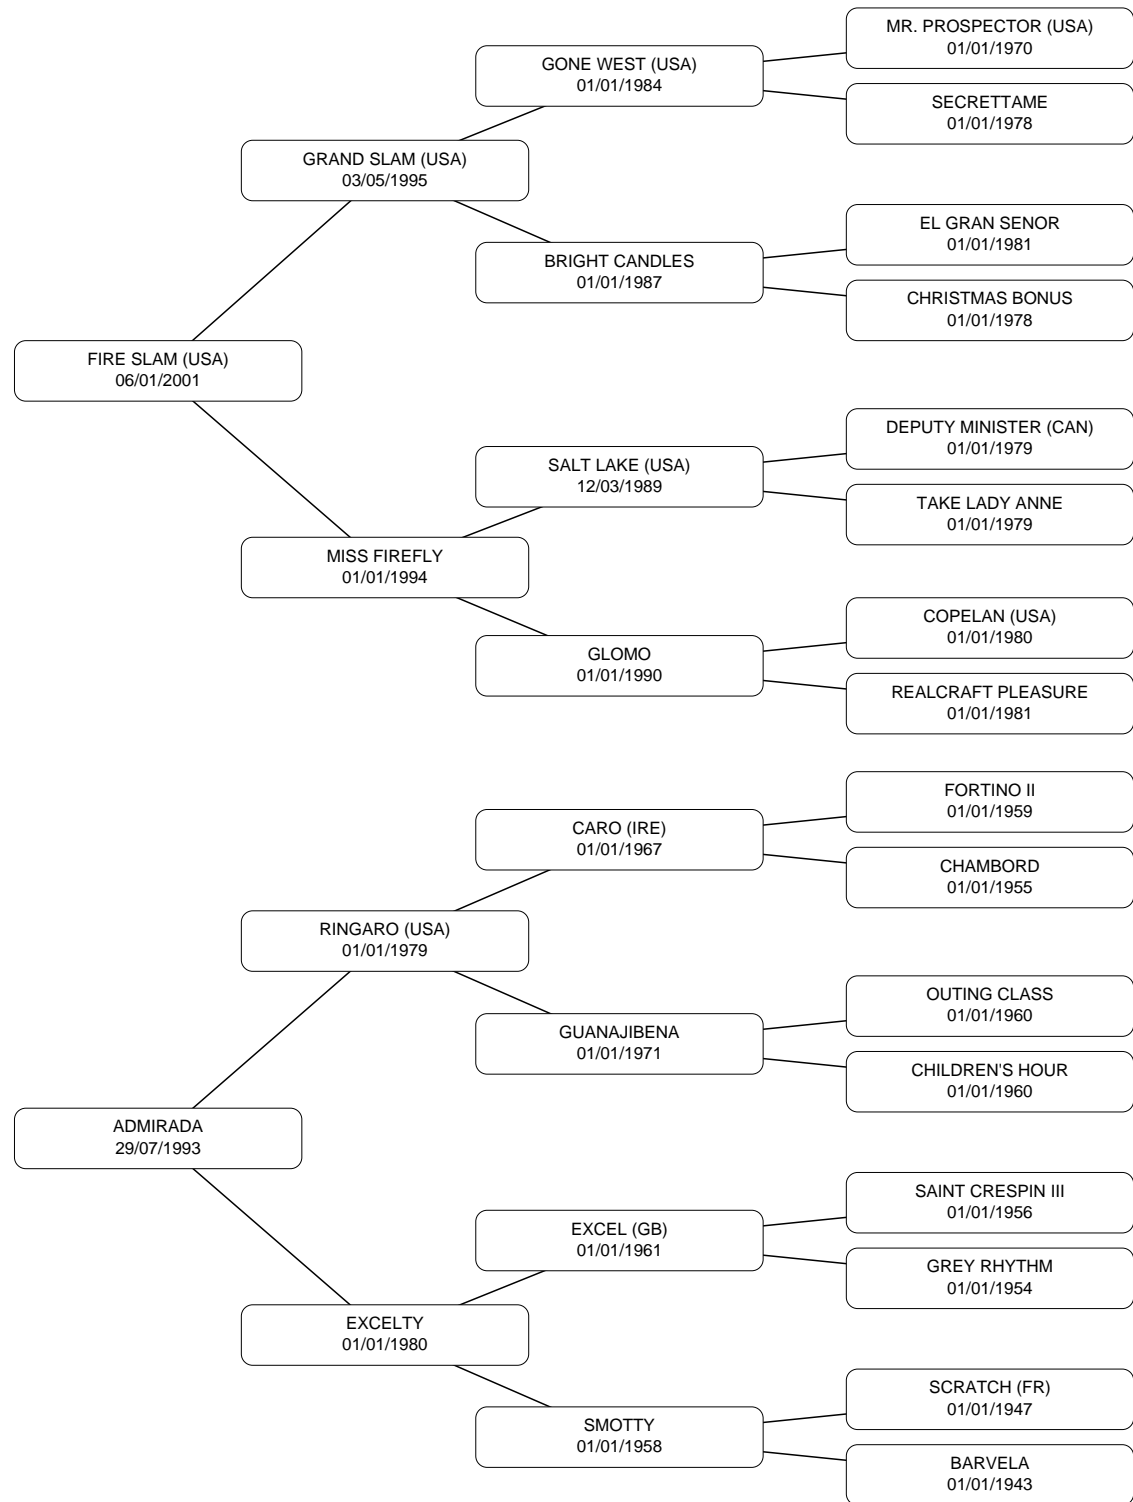 MR. PROSPECTOR (USA)
01/01/1970
GONE WEST (USA)
01/01/1984
SECRETTAME
01/01/1978
GRAND SLAM (USA)
03/05/1995
EL GRAN SENOR
01/01/1981
BRIGHT CANDLES
01/01/1987
CHRISTMAS BONUS
01/01/1978
FIRE SLAM (USA)
06/01/2001
DEPUTY MINISTER (CAN)
01/01/1979
SALT LAKE (USA)
12/03/1989
TAKE LADY ANNE
01/01/1979
MISS FIREFLY
01/01/1994
COPELAN (USA)
01/01/1980
GLOMO
01/01/1990
REALCRAFT PLEASURE
01/01/1981
FORTINO II
01/01/1959
CARO (IRE)
01/01/1967
CHAMBORD
01/01/1955
RINGARO (USA)
01/01/1979
OUTING CLASS
01/01/1960
GUANAJIBENA
01/01/1971
CHILDREN'S HOUR
01/01/1960
ADMIRADA
29/07/1993
SAINT CRESPIN III
01/01/1956
EXCEL (GB)
01/01/1961
GREY RHYTHM
01/01/1954
EXCELTY
01/01/1980
SCRATCH (FR)
01/01/1947
SMOTTY
01/01/1958
BARVELA
01/01/1943